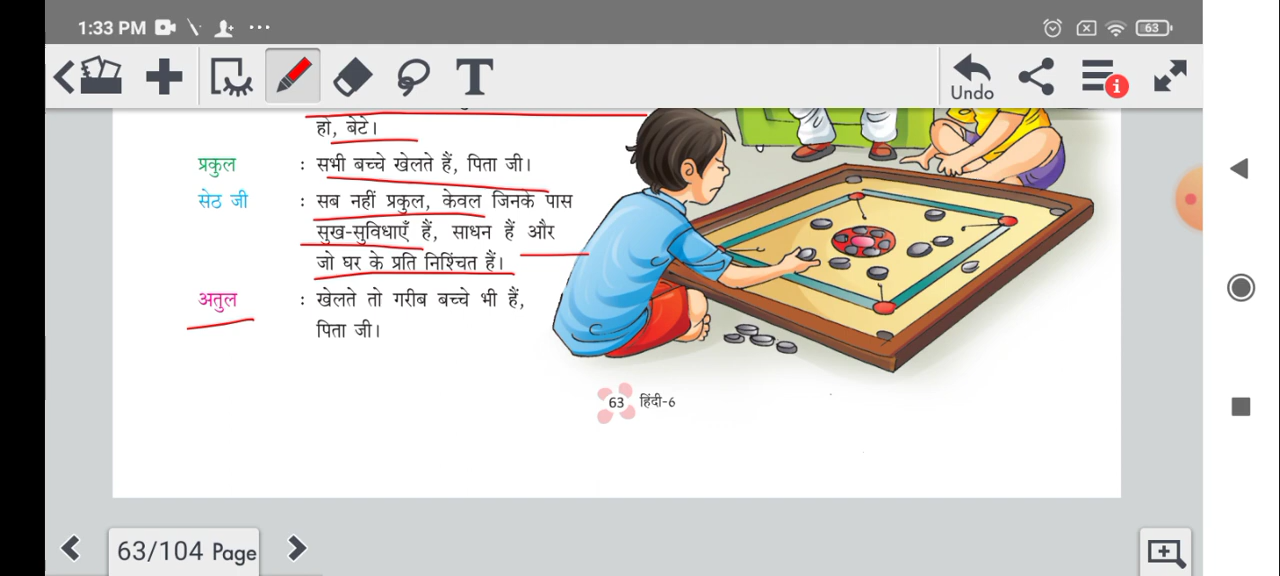 1:33 PM
63
T
Undo
i
हो, बेटे।
प्रकुल : सभी बच्चे खेलते हैं, पिता जी।
सेठ जी : सब नहीं प्रकुल, केवल जिनके पास
सुख-सुविधाएँ हैं, साधन हैं और
जो घर के प्रति निश्चिंत हैं।
अतुल : खेलते तो गरीब बच्चे भी हैं,
पिता जी।
63 हिंदी-6
63/104 Page